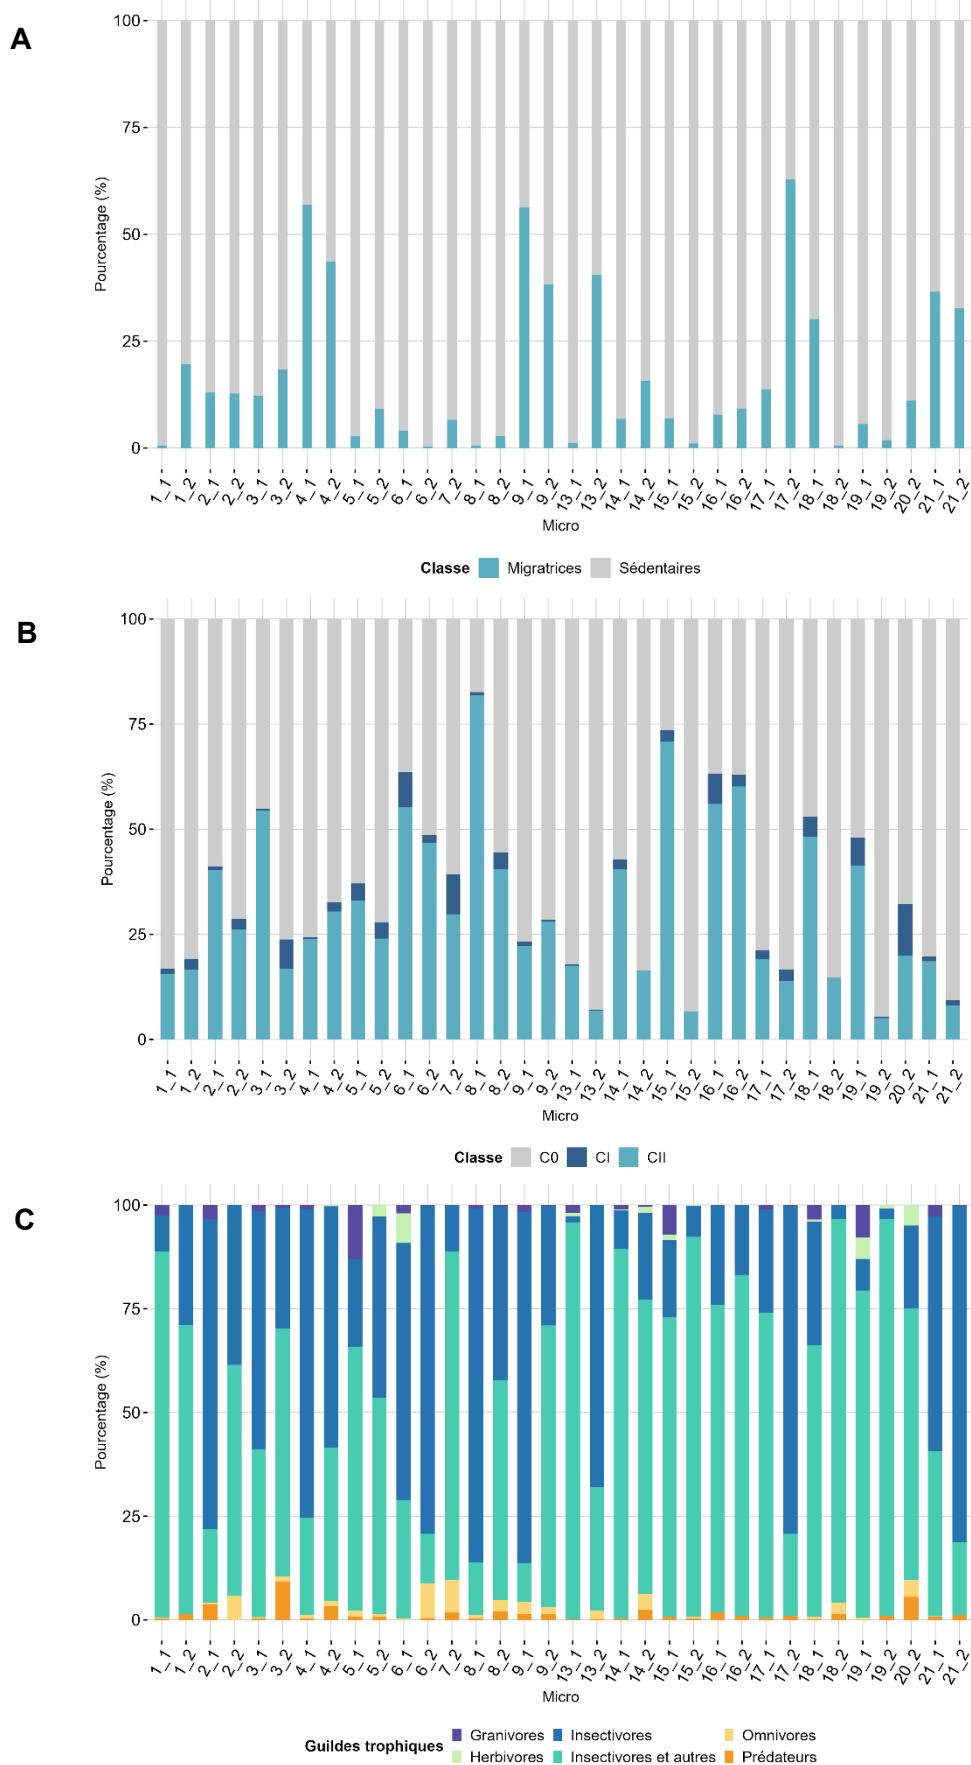 A
100
75
50
25
0
Pourcentage (%)
1_1 1_2 2_1 2_2 3_1 3_2 4_1 4_2 5_1 5_2 6_1 6_2 7_2 8_1 8_2 9_1 9_2 13_1 13_2 14_1 14_2 15_1 15_2 16_1 16_2 17_1 17_2 18_1 18_2 19_1 19_2 20_2 21_1 21_2
Micro
Classe Migratrices Sédentaires
B
100
75
50
25
0
Pourcentage (%)
1_1 1_2 2_1 2_2 3_1 3_2 4_1 4_2 5_1 5_2 6_1 6_2 7_2 8_1 8_2 9_1 9_2 13_1 13_2 14_1 14_2 15_1 15_2 16_1 16_2 17_1 17_2 18_1 18_2 19_1 19_2 20_2 21_1 21_2
Micro
Classe C0 CI CII
C
100
75
50
25
0
Pourcentage (%)
1_1 1_2 2_1 2_2 3_1 3_2 4_1 4_2 5_1 5_2 6_1 6_2 7_2 8_1 8_2 9_1 9_2 13_1 13_2 14_1 14_2 15_1 15_2 16_1 16_2 17_1 17_2 18_1 18_2 19_1 19_2 20_2 21_1 21_2
Micro
Guildes trophiques
Granivores Insectivores Omnivores
Herbivores Insectivores et autres Prédateurs